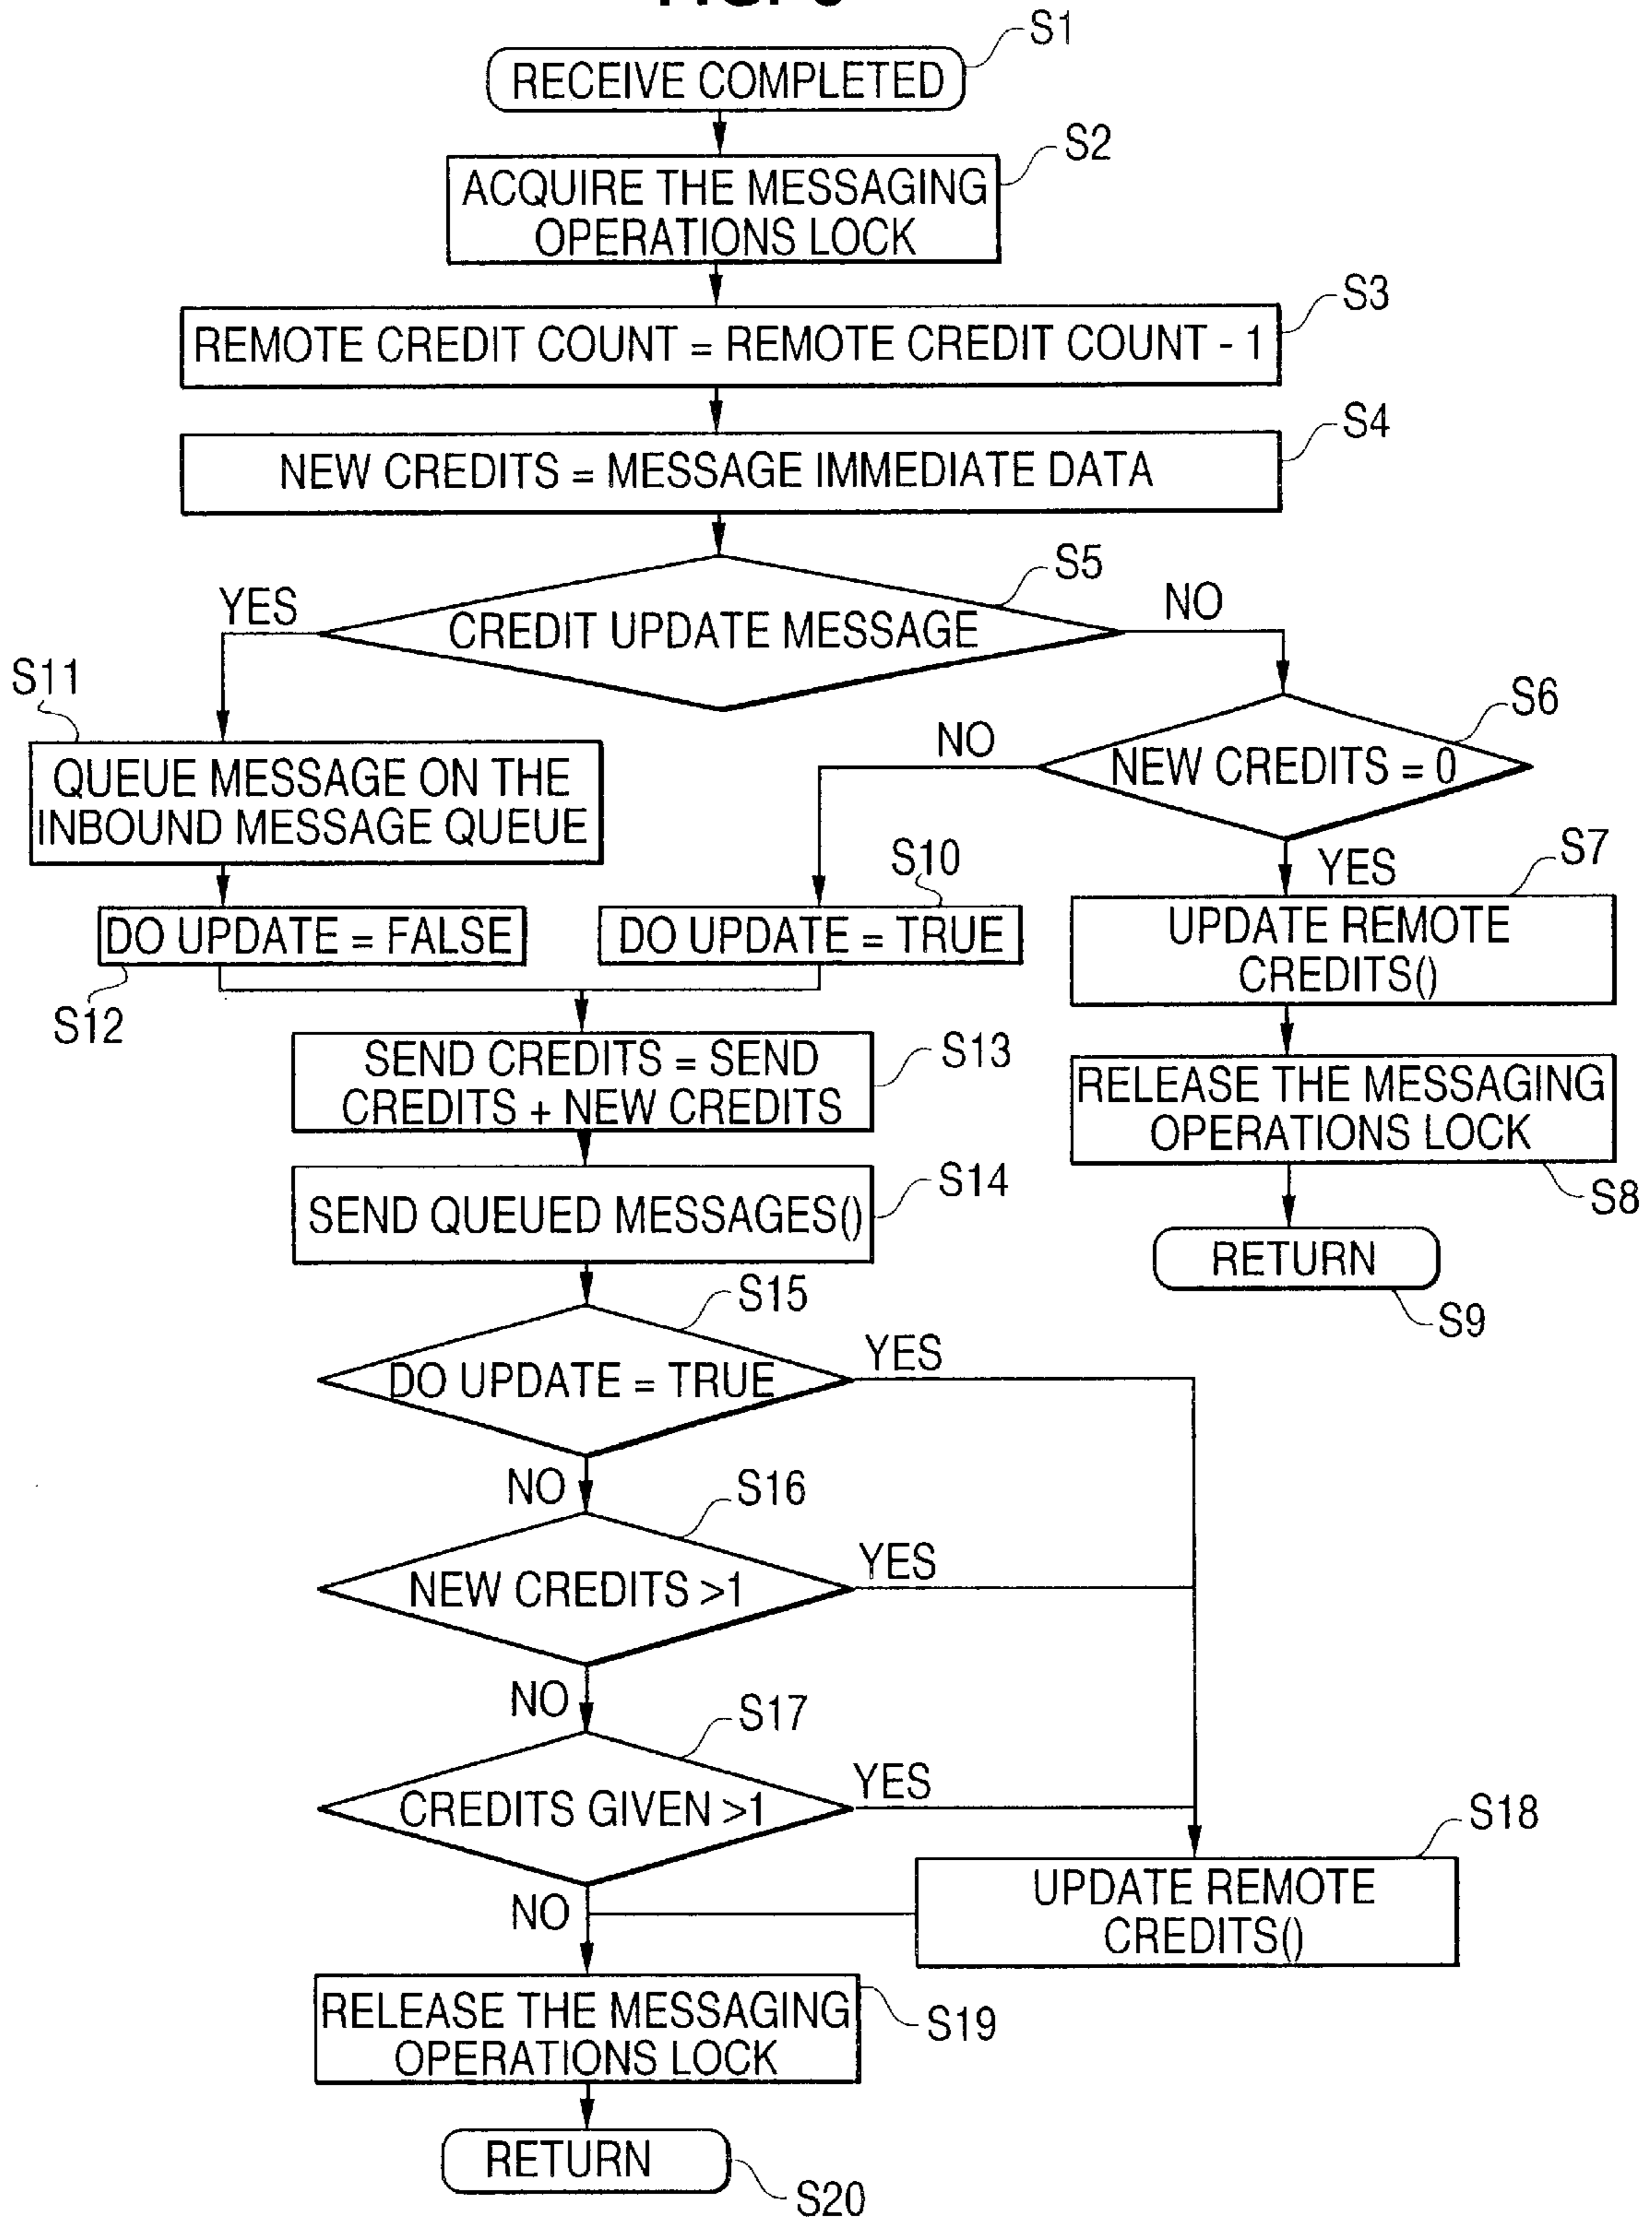 S1
RECEIVE COMPLETED
S2
ACQUIRE THE MESSAGING
OPERATIONS LOCK
S3
REMOTE CREDIT COUNT = REMOTE CREDIT COUNT - 1
S4
NEW CREDITS = MESSAGE IMMEDIATE DATA
S5
YES
CREDIT UPDATE MESSAGE
NO
S11
QUEUE MESSAGE ON THE
INBOUND MESSAGE QUEUE
S6
NO
NEW CREDITS = 0
YES
S12
DO UPDATE = FALSE
S10
DO UPDATE = TRUE
S7
UPDATE REMOTE
CREDITS()
S13
SEND CREDITS = SEND
CREDITS + NEW CREDITS
RELEASE THE MESSAGING
OPERATIONS LOCK
S8
S14
SEND QUEUED MESSAGES()
RETURN
S9
S15
DO UPDATE = TRUE
YES
NO
S16
NEW CREDITS >1
YES
NO
S17
CREDITS GIVEN >1
YES
NO
S18
UPDATE REMOTE
CREDITS()
RELEASE THE MESSAGING
OPERATIONS LOCK
S19
RETURN
S20